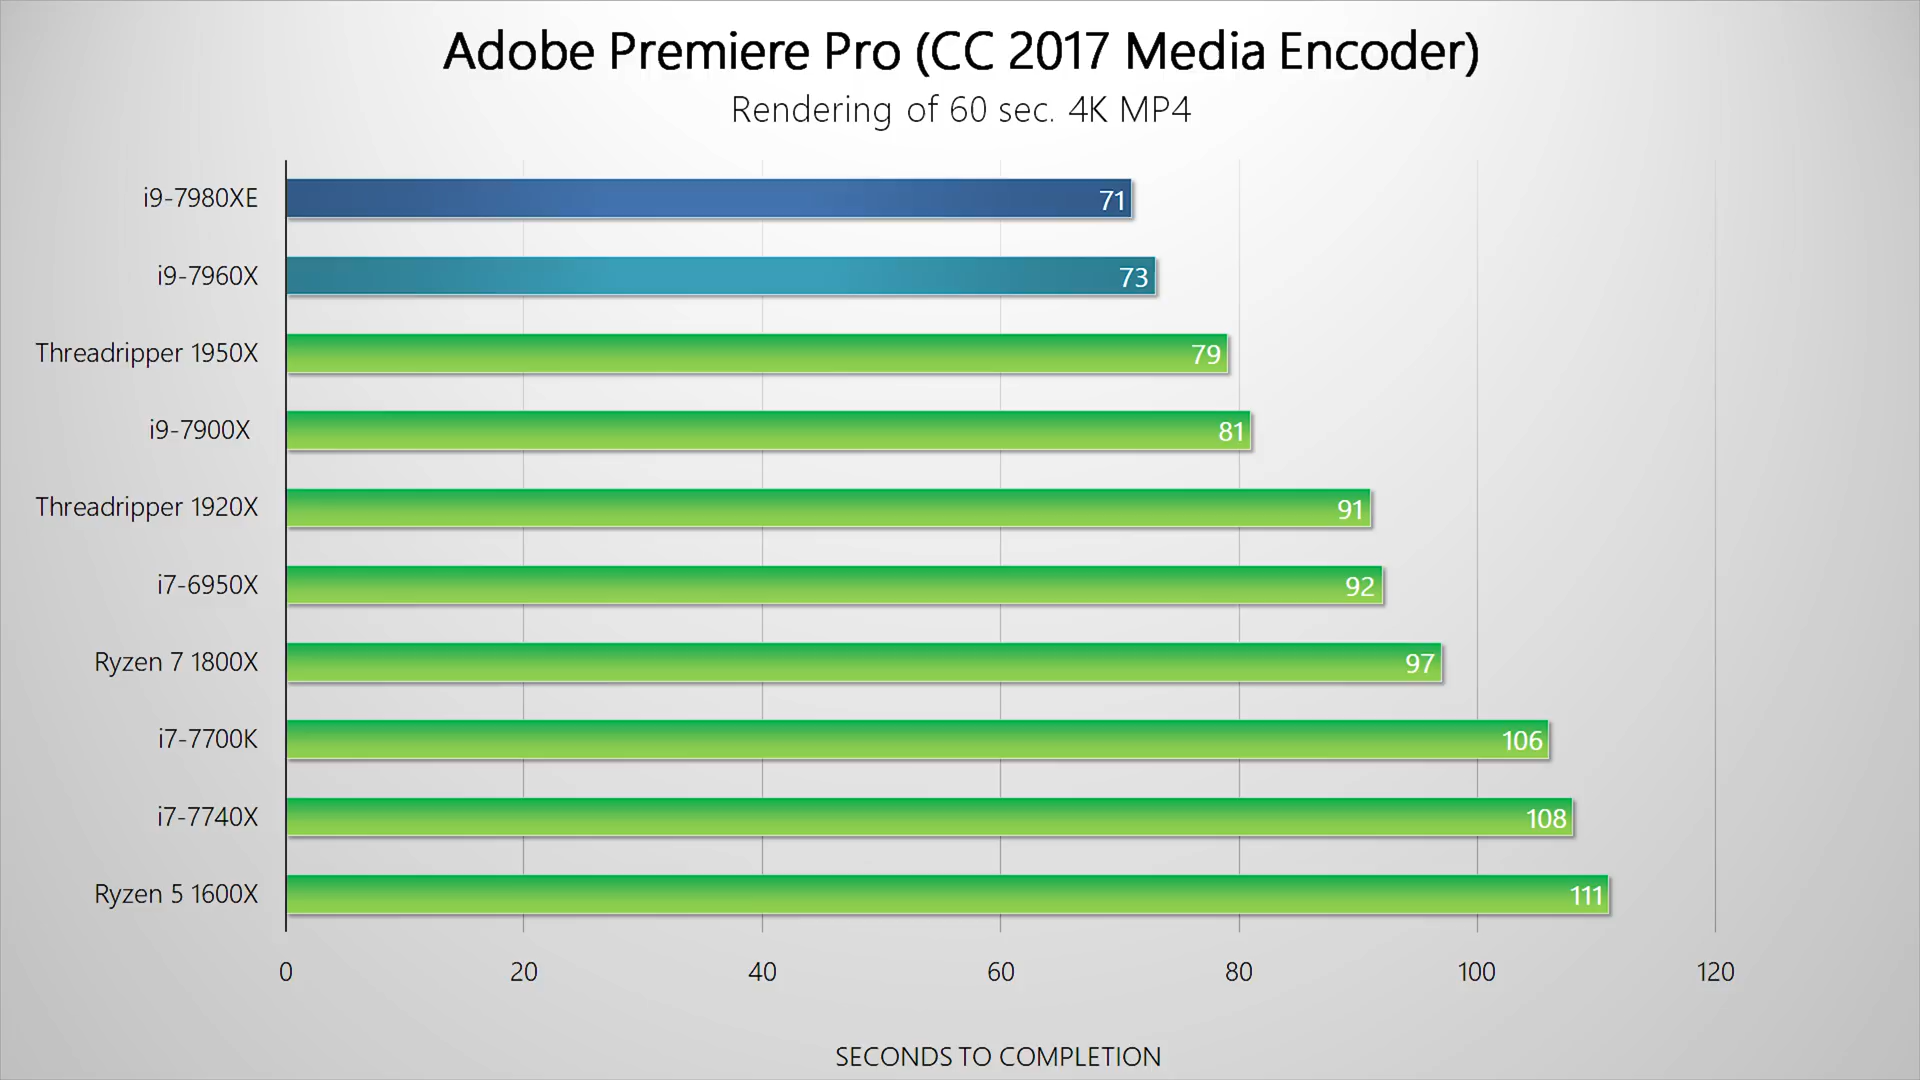 Adobe Premiere Pro (CC 2017 Media Encoder)
Rendering of 60 sec. 4K MP4
i9-7980XE 71
i9-7960X 73
Threadripper 1950X 79
i9-7900X 81
Threadripper 1920X 91
i7-6950X 92
Ryzen 7 1800X 97
i7-7700K 106
i7-7740X 108
Ryzen 5 1600X 111
0 20 40 60 80 100 120
SECONDS TO COMPLETION